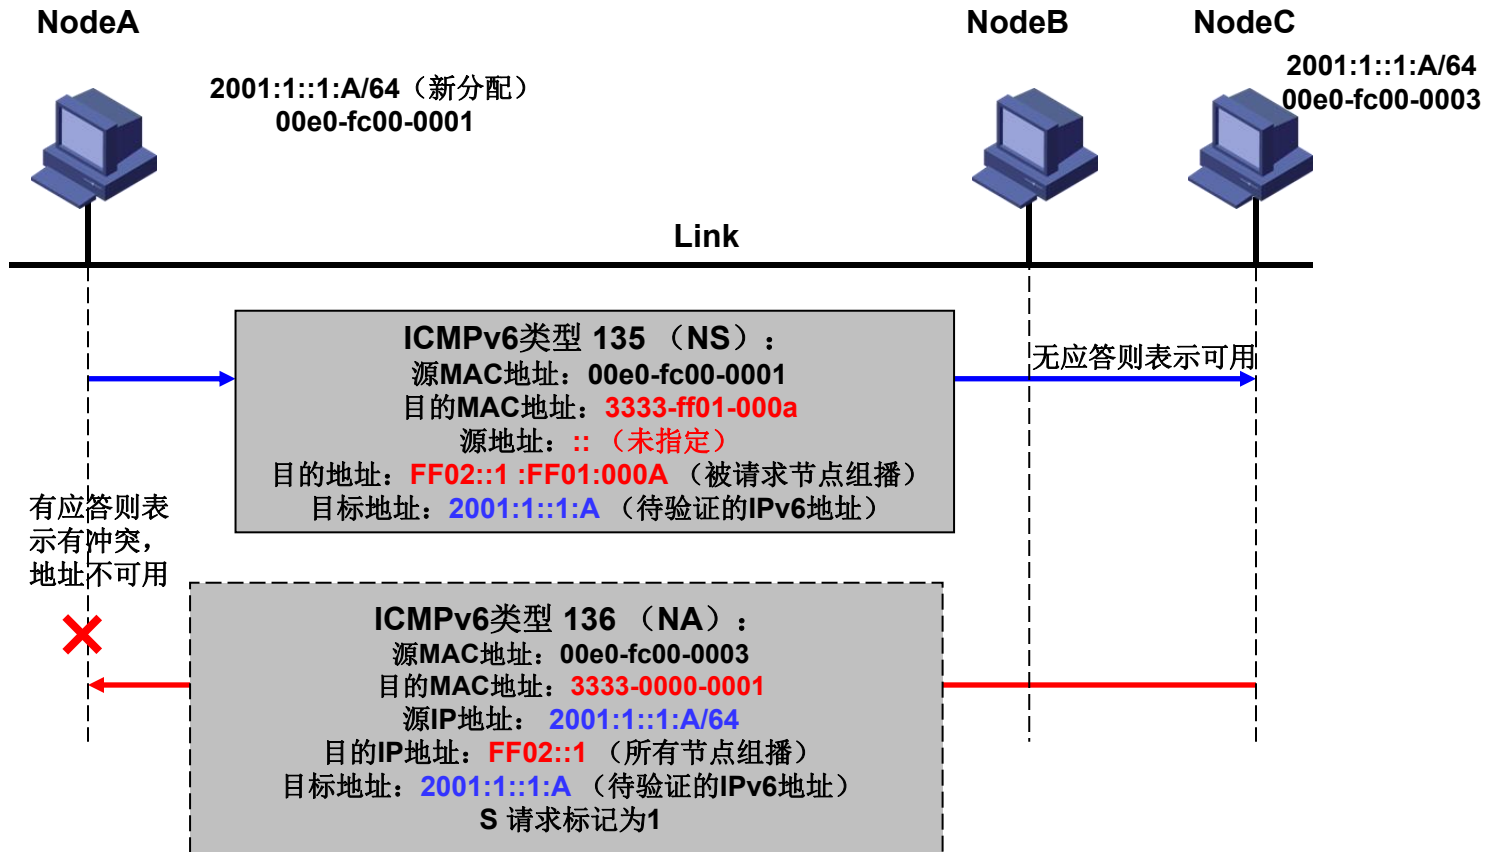 NodeA
NodeB
NodeC
2001:1::1:A/64（新分配）
00e0-fc00-0001
2001:1::1:A/64
00e0-fc00-0003
Link
ICMPv6类型 135 （NS）：
源MAC地址：00e0-fc00-0001
目的MAC地址：3333-ff01-000a
源地址：:: （未指定）
目的地址：FF02::1 :FF01:000A （被请求节点组播）
目标地址：2001:1::1:A （待验证的IPv6地址）
无应答则表示可用
有应答则表
示有冲突，
地址不可用
ICMPv6类型 136 （NA）：
源MAC地址：00e0-fc00-0003
目的MAC地址：3333-0000-0001
源IP地址： 2001:1::1:A/64
目的IP地址：FF02::1 （所有节点组播）
目标地址：2001:1::1:A （待验证的IPv6地址）
S 请求标记为1